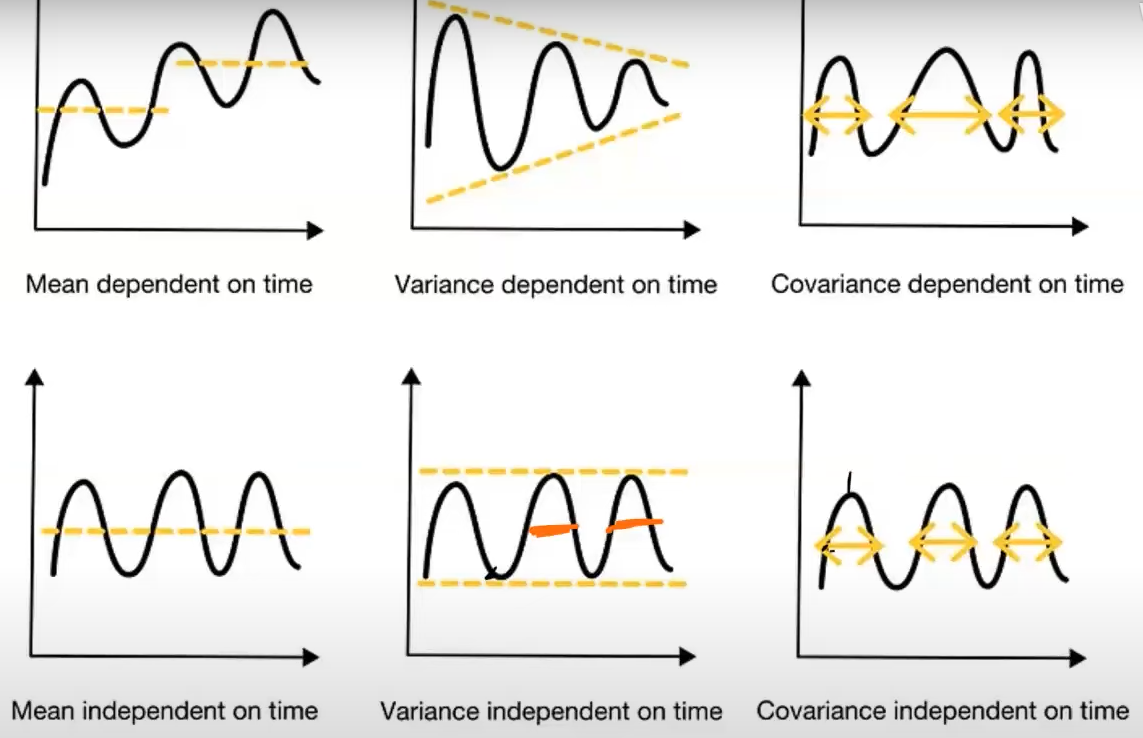 Mean dependent on time
Variance dependent on time
Covariance dependent on time
Mean independent on time
Variance independent on time
Covariance independent on time